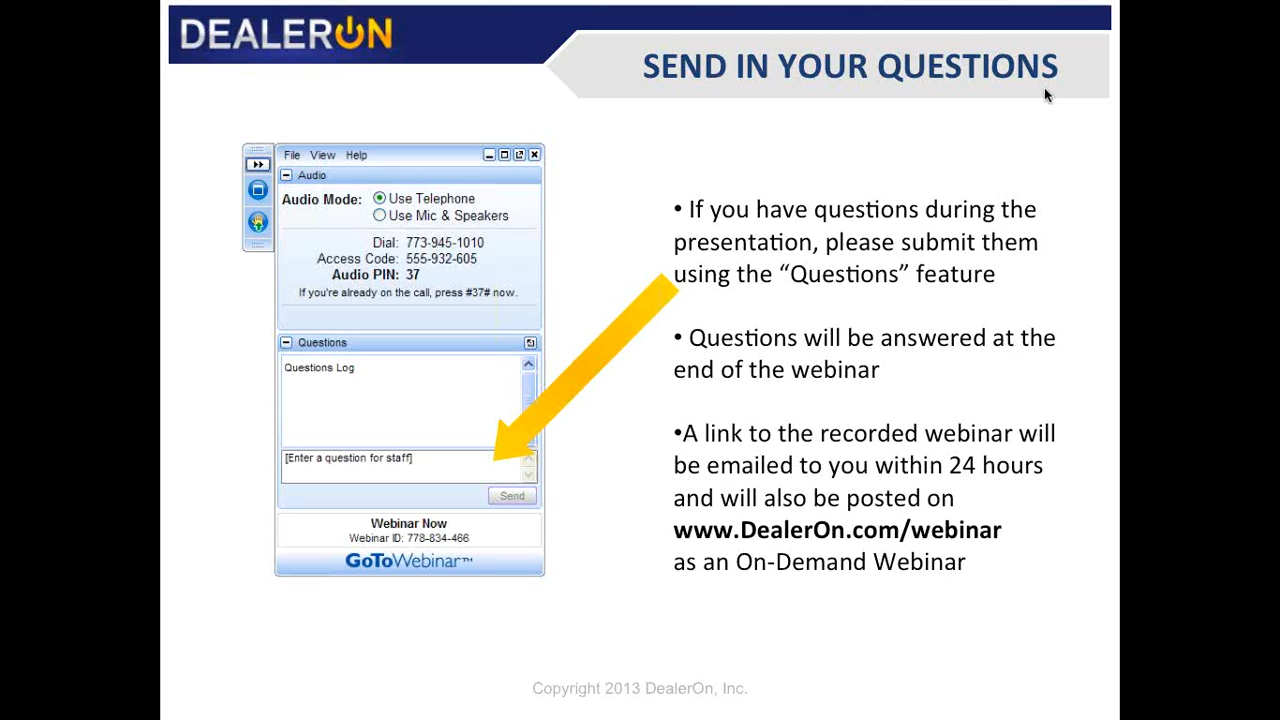 DEALERON
SEND IN YOUR QUESTIONS
File View Help
Audio
Audio Mode: Use Telephone
Use Mic & Speakers
Dial: 773-945-1010
Access Code: 555-932-605
Audio PIN: 37
If you're already on the call, press #37# now.
Questions
Questions Log
[Enter a question for staff]
Send
Webinar Now
Webinar ID: 778-834-466
GoToWebinar™
• If you have questions during the
presentation, please submit them
using the “Questions” feature
• Questions will be answered at the
end of the webinar
•A link to the recorded webinar will
be emailed to you within 24 hours
and will also be posted on
www.DealerOn.com/webinar
as an On-Demand Webinar
Copyright 2013 DealerOn, Inc.